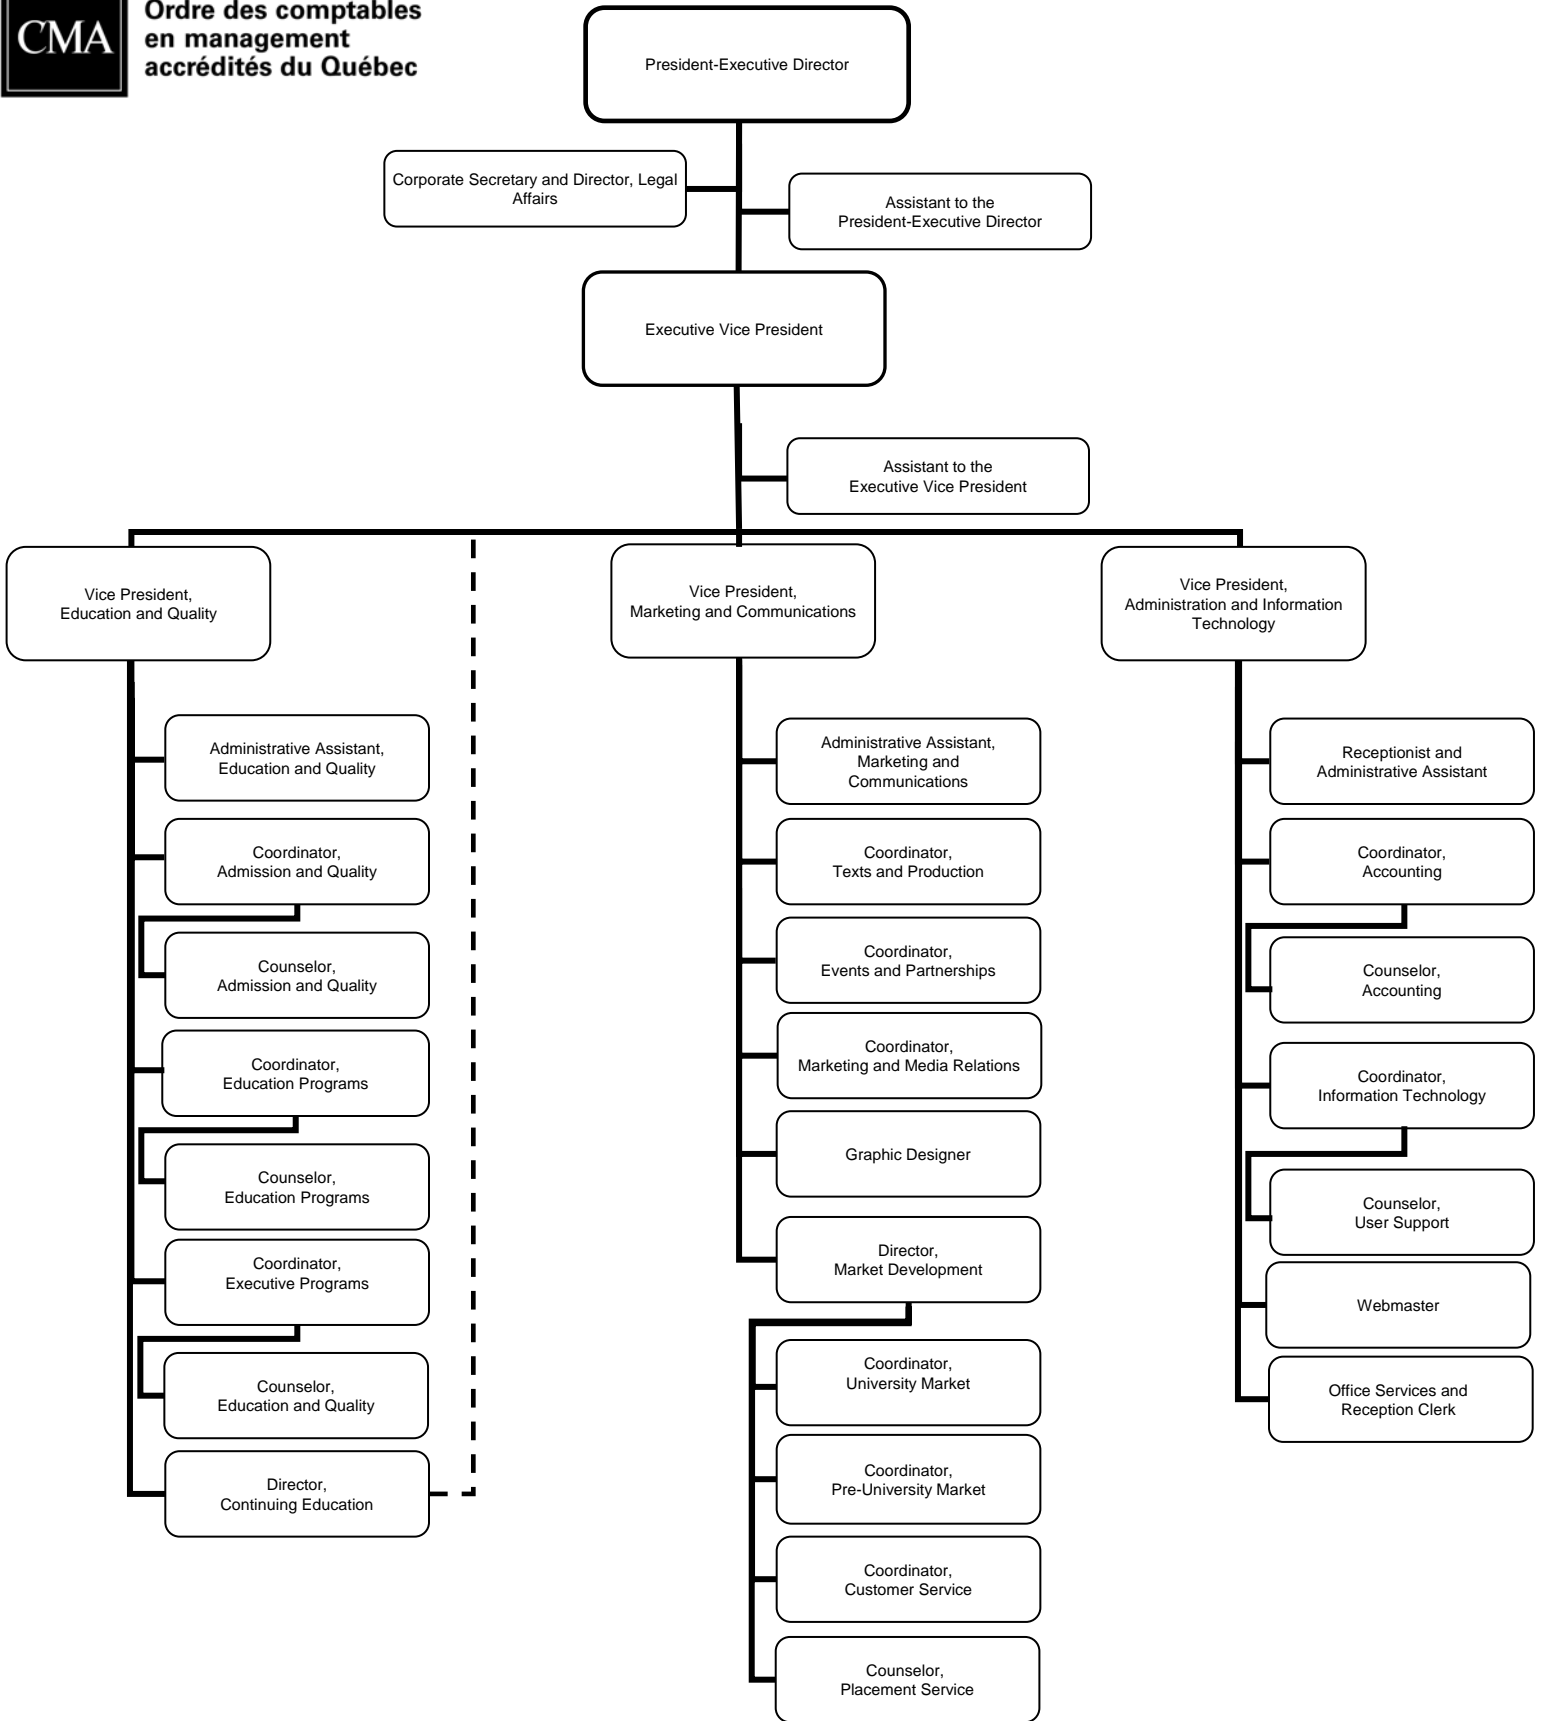 CMA
Ordre des comptables
en management
accrédités du Québec
President-Executive Director
Corporate Secretary and Director, Legal
Affairs
Assistant to the
President-Executive Director
Executive Vice President
Assistant to the
Executive Vice President
Vice President,
Education and Quality
Vice President,
Marketing and Communications
Vice President,
Administration and Information
Technology
Administrative Assistant,
Education and Quality
Coordinator,
Admission and Quality
Counselor,
Admission and Quality
Coordinator,
Education Programs
Counselor,
Education Programs
Coordinator,
Executive Programs
Counselor,
Education and Quality
Director,
Continuing Education
Administrative Assistant,
Marketing and
Communications
Coordinator,
Texts and Production
Coordinator,
Events and Partnerships
Coordinator,
Marketing and Media Relations
Graphic Designer
Director,
Market Development
Coordinator,
University Market
Coordinator,
Pre-University Market
Coordinator,
Customer Service
Counselor,
Placement Service
Receptionist and
Administrative Assistant
Coordinator,
Accounting
Counselor,
Accounting
Coordinator,
Information Technology
Counselor,
User Support
Webmaster
Office Services and
Reception Clerk